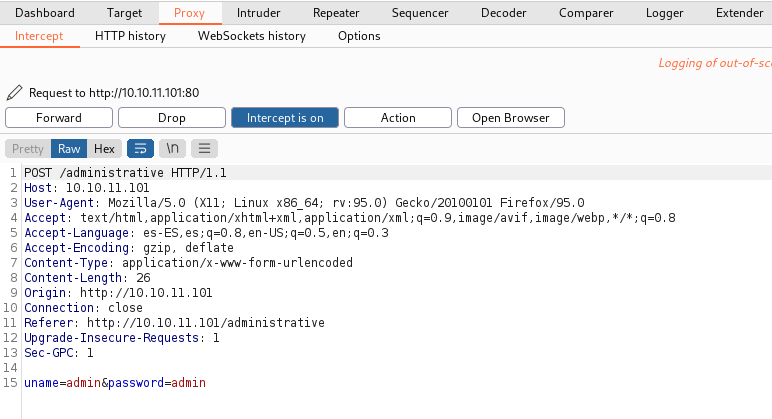 Dashboard Target Proxy Intruder Repeater Sequencer Decoder Comparer Logger Extender
Intercept HTTP history WebSockets history Options
Logging of out-of-sc
Request to http://10.10.11.101:80
Forward Drop Intercept is on Action Open Browser
Pretty Raw Hex \n
1 POST /administrative HTTP/1.1
2 Host: 10.10.11.101
3 User-Agent: Mozilla/5.0 (X11; Linux x86_64; rv:95.0) Gecko/20100101 Firefox/95.0
4 Accept: text/html,application/xhtml+xml,application/xml;q=0.9,image/avif,image/webp,*/*;q=0.8
5 Accept-Language: es-ES,es;q=0.8,en-US;q=0.5,en;q=0.3
6 Accept-Encoding: gzip, deflate
7 Content-Type: application/x-www-form-urlencoded
8 Content-Length: 26
9 Origin: http://10.10.11.101
10 Connection: close
11 Referer: http://10.10.11.101/administrative
12 Upgrade-Insecure-Requests: 1
13 Sec-GPC: 1
14
15 uname=admin&password=admin